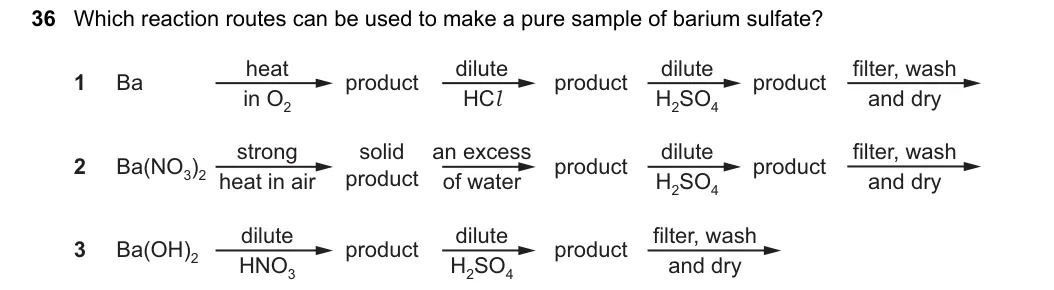 36 Which reaction routes can be used to make a pure sample of barium sulfate?
1 Ba heat in O₂ product dilute HCl product dilute H₂SO₄ product filter, wash and dry
2 Ba(NO₃)₂ strong heat in air solid product an excess of water product dilute H₂SO₄ product filter, wash and dry
3 Ba(OH)₂ dilute HNO₃ product dilute H₂SO₄ product filter, wash and dry